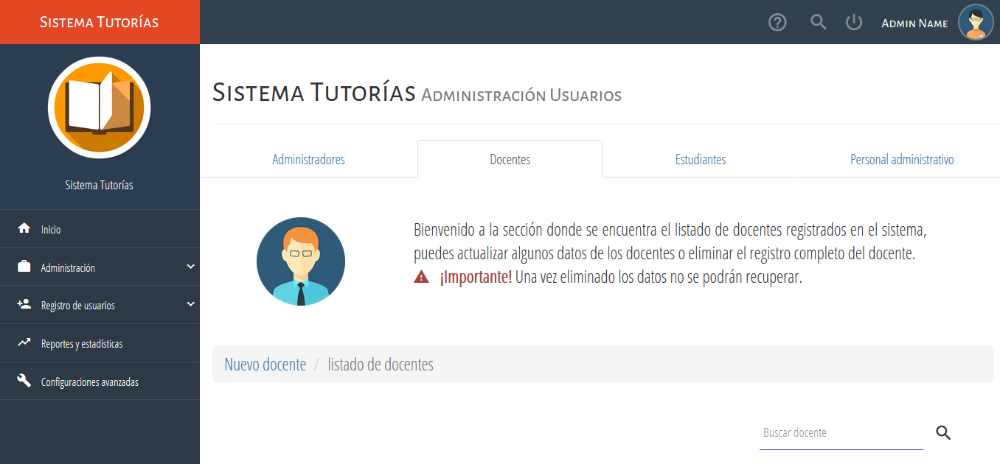 Sistema Tutorías
Admin Name
Sistema Tutorías
Inicio
Administración
Registro de usuarios
Reportes y estadísticas
Configuraciones avanzadas
Sistema Tutorías Administración Usuarios
Administradores
Docentes
Estudiantes
Personal administrativo
Bienvenido a la sección donde se encuentra el listado de docentes registrados en el sistema,
puedes actualizar algunos datos de los docentes o eliminar el registro completo del docente.
¡Importante! Una vez eliminado los datos no se podrán recuperar.
Nuevo docente / listado de docentes
Buscar docente